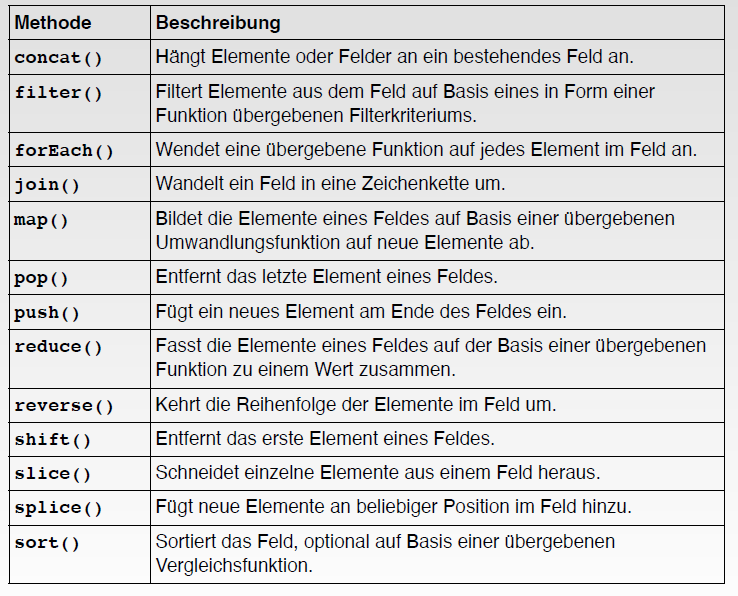 Methode Beschreibung
concat() Hängt Elemente oder Felder an ein bestehendes Feld an.
filter() Filtert Elemente aus dem Feld auf Basis eines in Form einer
Funktion übergebenen Filterkriteriums.
forEach() Wendet eine übergebene Funktion auf jedes Element im Feld an.
join() Wandelt ein Feld in eine Zeichenkette um.
map() Bildet die Elemente eines Feldes auf Basis einer übergebenen
Umwandlungsfunktion auf neue Elemente ab.
pop() Entfernt das letzte Element eines Feldes.
push() Fügt ein neues Element am Ende des Feldes ein.
reduce() Fasst die Elemente eines Feldes auf der Basis einer übergebenen
Funktion zu einem Wert zusammen.
reverse() Kehrt die Reihenfolge der Elemente im Feld um.
shift() Entfernt das erste Element eines Feldes.
slice() Schneidet einzelne Elemente aus einem Feld heraus.
splice() Fügt neue Elemente an beliebiger Position im Feld hinzu.
sort() Sortiert das Feld, optional auf Basis einer übergebenen
Vergleichsfunktion.